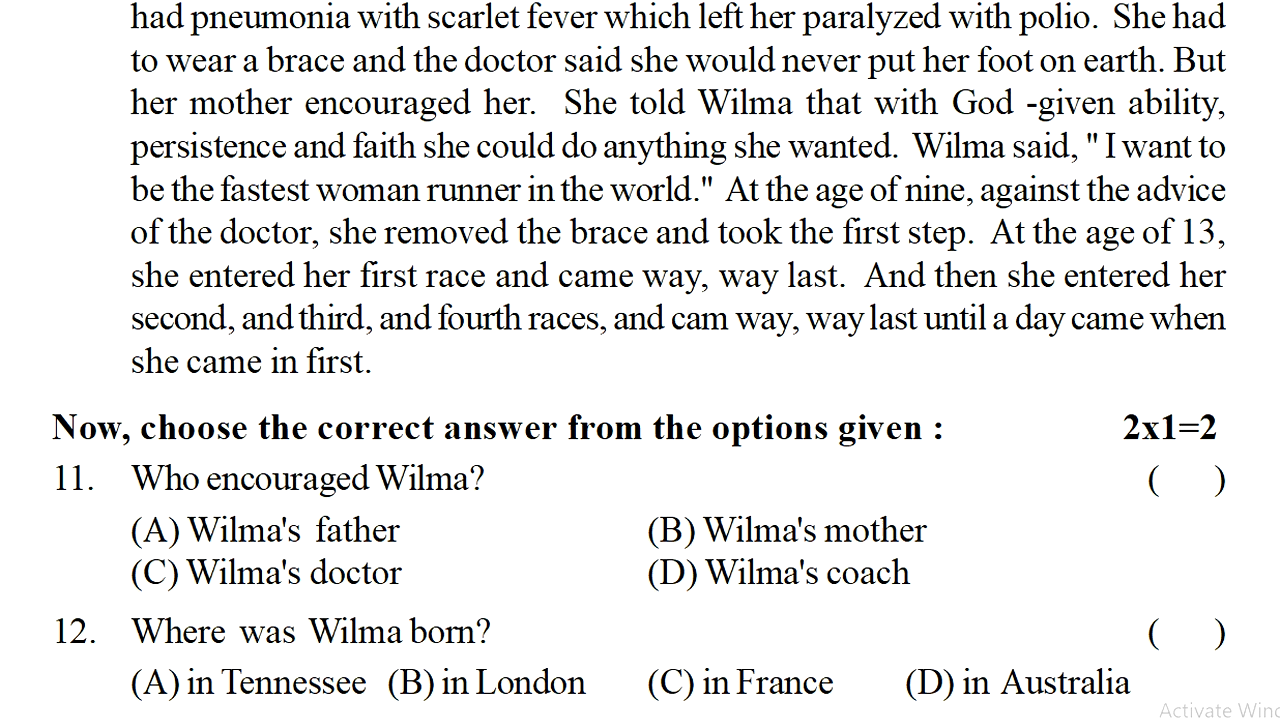 had pneumonia with scarlet fever which left her paralyzed with polio. She had
to wear a brace and the doctor said she would never put her foot on earth. But
her mother encouraged her. She told Wilma that with God -given ability,
persistence and faith she could do anything she wanted. Wilma said, " I want to
be the fastest woman runner in the world." At the age of nine, against the advice
of the doctor, she removed the brace and took the first step. At the age of 13,
she entered her first race and came way, way last. And then she entered her
second, and third, and fourth races, and cam way, way last until a day came when
she came in first.
Now, choose the correct answer from the options given : 2x1=2
11. Who encouraged Wilma? ( )
(A) Wilma's father (B) Wilma's mother
(C) Wilma's doctor (D) Wilma's coach
12. Where was Wilma born? ( )
(A) in Tennessee (B) in London (C) in France (D) in Australia
Activate Wind